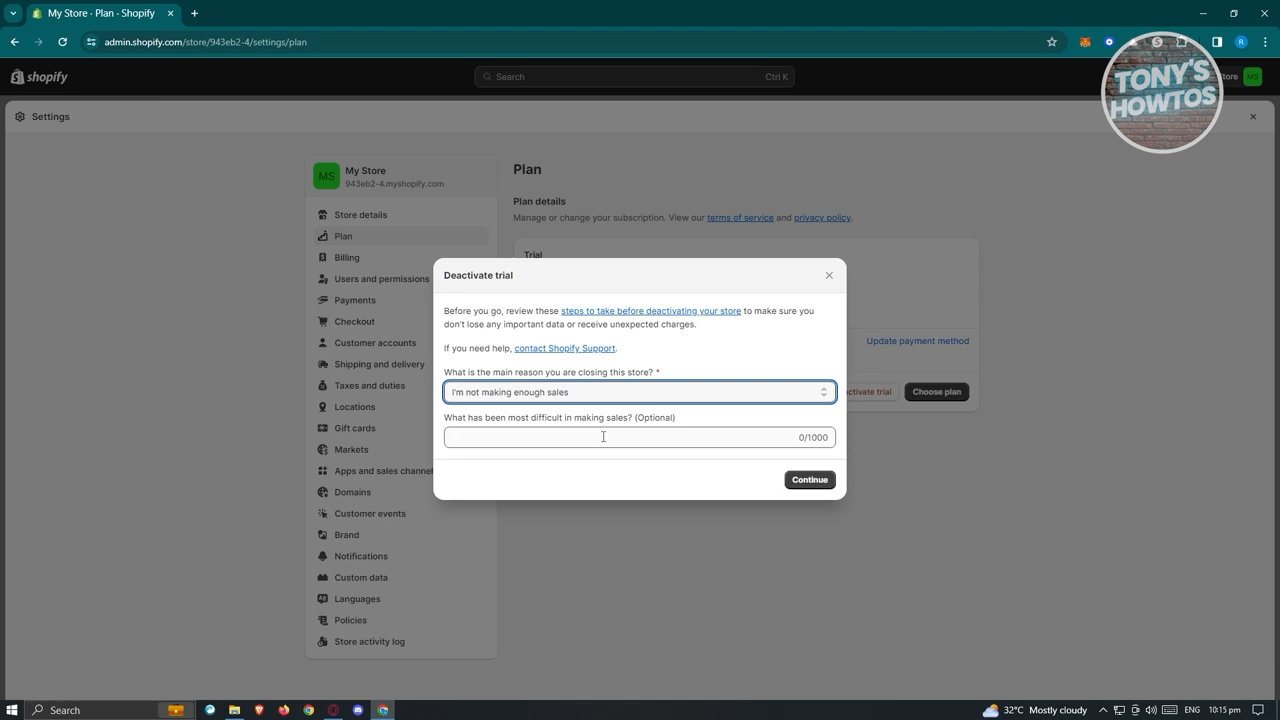 My Store · Plan · Shopify
admin.shopify.com/store/943eb2-4/settings/plan
R
shopify
Search
Ctrl K
Store
MS
TONY'S
HOWTOS
Settings
MS
My Store
943eb2-4.myshopify.com
Store details
Plan
Billing
Users and permissions
Payments
Checkout
Customer accounts
Shipping and delivery
Taxes and duties
Locations
Gift cards
Markets
Apps and sales channel
Domains
Customer events
Brand
Notifications
Custom data
Languages
Policies
Store activity log
Plan
Plan details
Manage or change your subscription. View our terms of service and privacy policy.
Trial
Update payment method
activate trial
Choose plan
Deactivate trial
Before you go, review these steps to take before deactivating your store to make sure you
don't lose any important data or receive unexpected charges.
If you need help, contact Shopify Support.
What is the main reason you are closing this store? *
I'm not making enough sales
What has been most difficult in making sales? (Optional)
0/1000
Continue
Search
32°C Mostly cloudy
ENG
10:15 pm